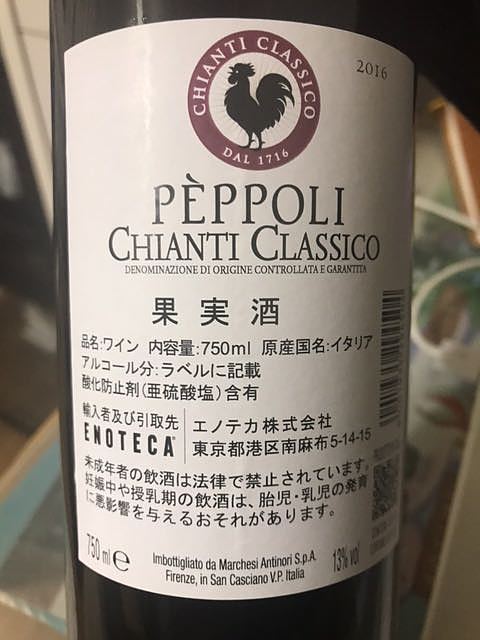 CHIANTI CLASSICO
DAL 1716
2016
PÈPPOLI
CHIANTI CLASSICO
DENOMINAZIONE DI ORIGINE CONTROLLATA E GARANTITA
果実酒
品名:ワイン 内容量:750ml 原産国名:イタリア
アルコール分:ラベルに記載
酸化防止剤(亜硫酸塩)含有
輸入者及び引取先
ENOTECA
エノテカ株式会社
東京都港区南麻布5-14-15
未成年者の飲酒は法律で禁止されています。
妊娠中や授乳期の飲酒は、胎児・乳児の発育
に悪影響を与えるおそれがあります。
750 ml e
Imbottigliato da Marchesi Antinori S.p.A.
Firenze, in San Casciano V.P. Italia
13% vol